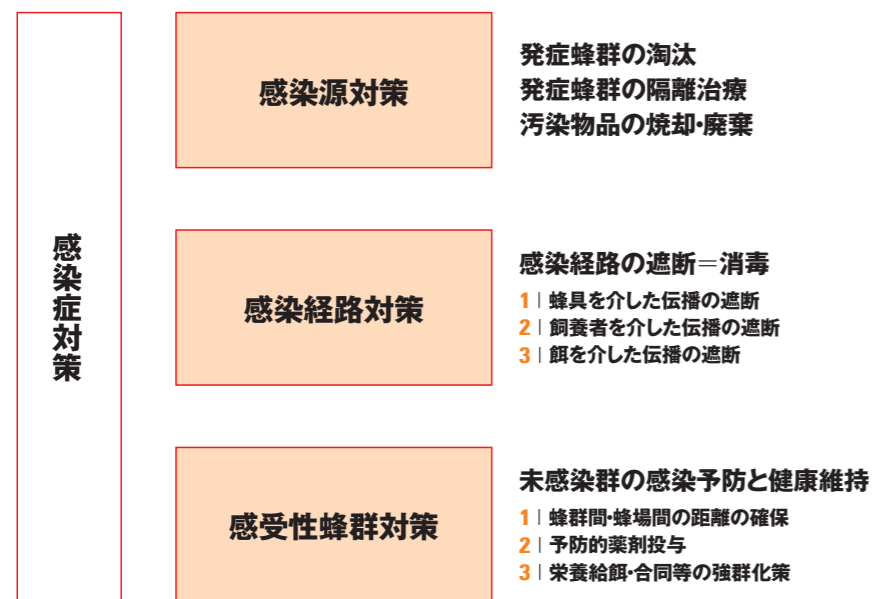 感染症対策
感染源対策
発症蜂群の淘汰
発症蜂群の隔離治療
汚染物品の焼却・廃棄
感染経路対策
感染経路の遮断＝消毒
1｜蜂具を介した伝播の遮断
2｜飼養者を介した伝播の遮断
3｜餌を介した伝播の遮断
感受性蜂群対策
未感染群の感染予防と健康維持
1｜蜂群間・蜂場間の距離の確保
2｜予防的薬剤投与
3｜栄養給餌・合同等の強群化策